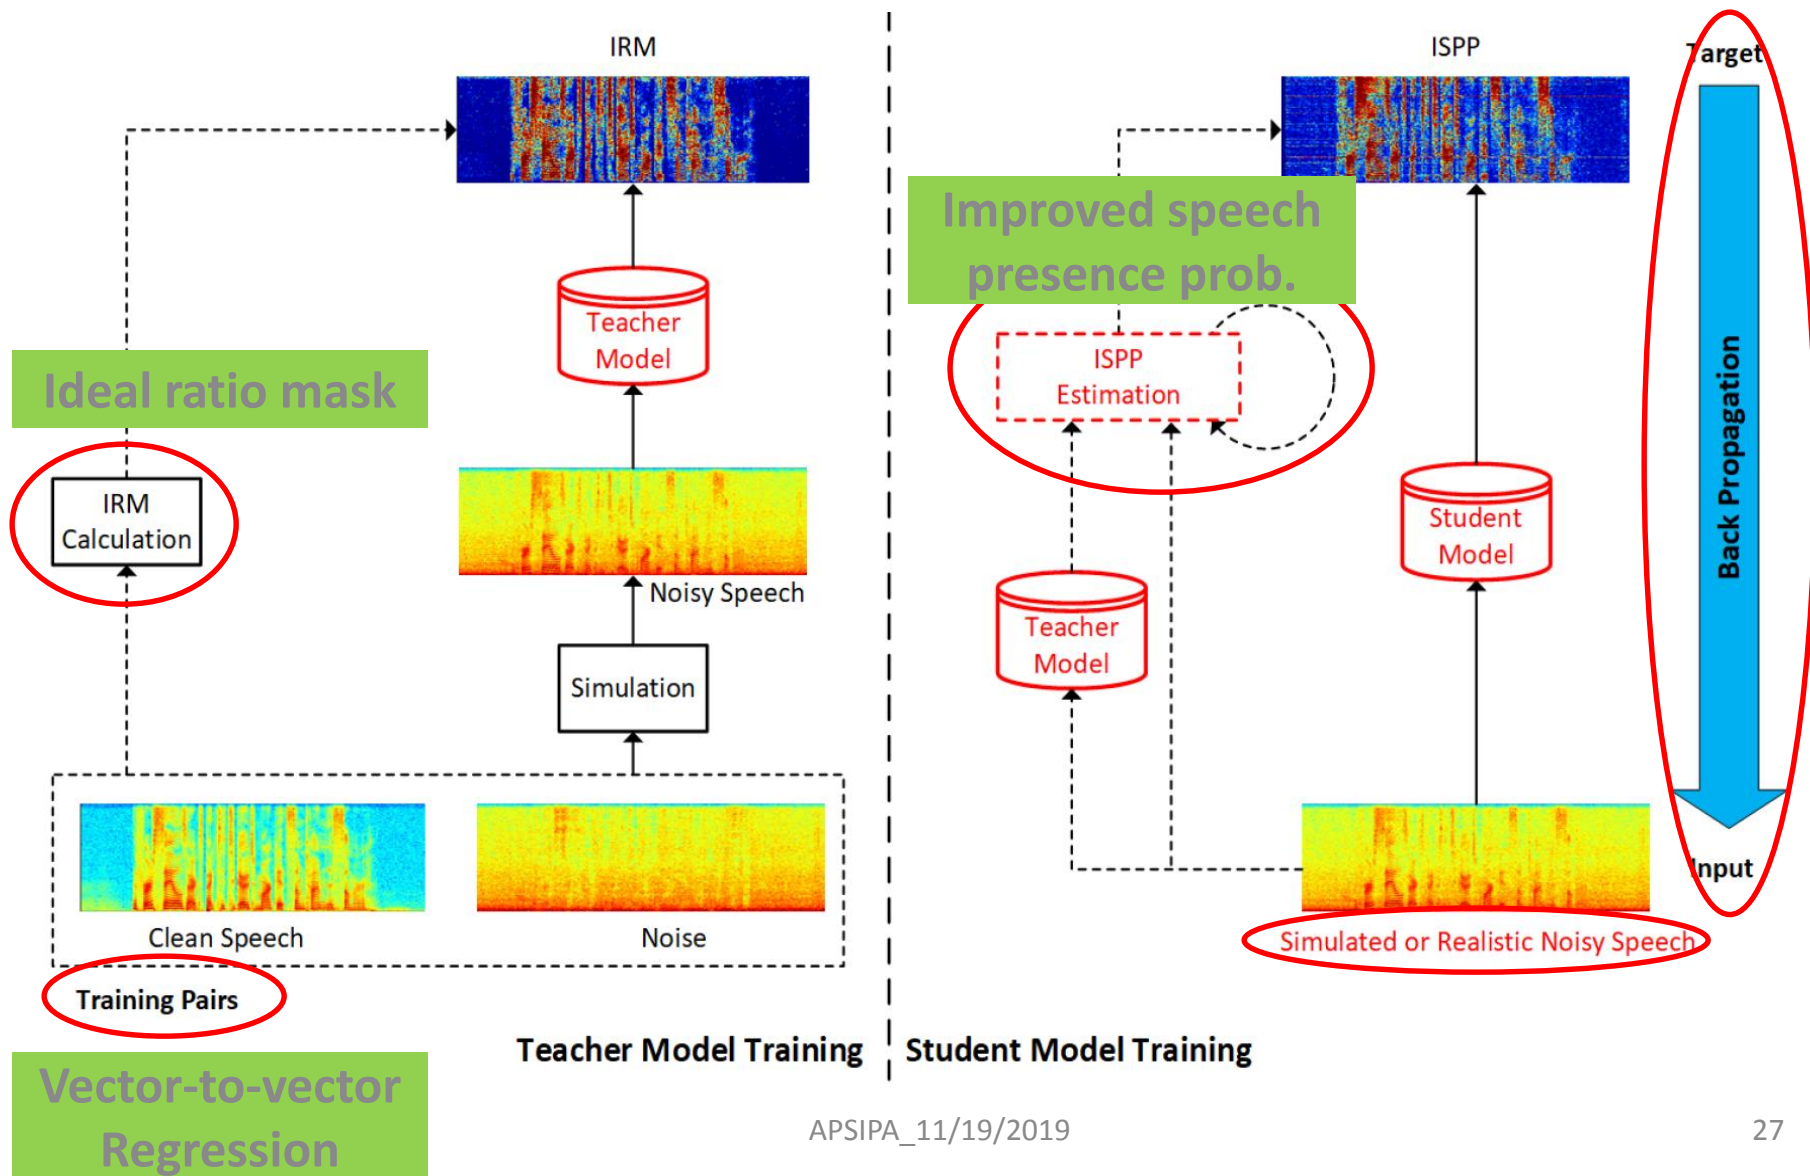 IRM
Teacher
Model
Ideal ratio mask
IRM
Calculation
Noisy Speech
Simulation
Clean Speech
Noise
Training Pairs
Teacher Model Training
Vector-to-vector
Regression
ISPP
Improved speech
presence prob.
ISPP
Estimation
Teacher
Model
Student
Model
Simulated or Realistic Noisy Speech
Student Model Training
Target
Back Propagation
Input
APSIPA_11/19/2019
27